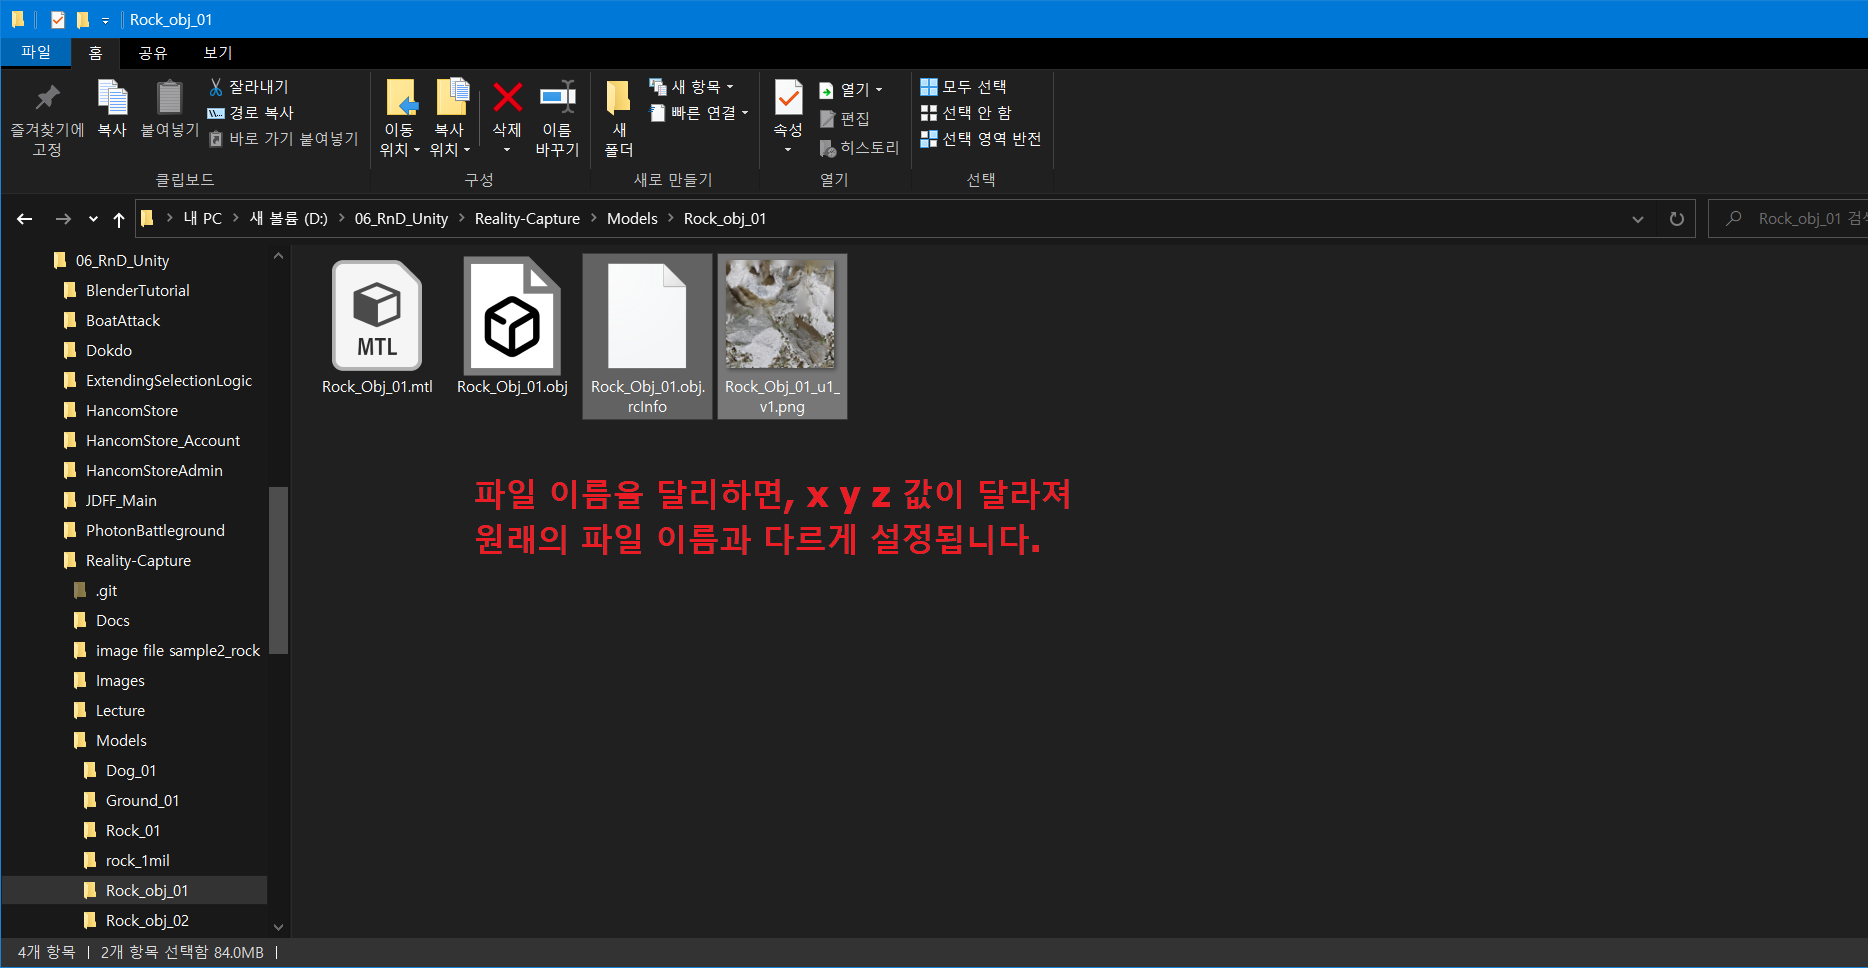 Rock_obj_01
파일 홈 공유 보기
즐겨찾기에 고정
복사
붙여넣기
잘라내기
경로 복사
바로 가기 붙여넣기
클립보드
이동 위치
복사 위치
삭제
이름 바꾸기
구성
새 폴더
새 항목
빠른 연결
새로 만들기
속성
열기
편집
히스토리
열기
모두 선택
선택 안 함
선택 영역 반전
선택
내 PC > 새 볼륨 (D:) > 06_RnD_Unity > Reality-Capture > Models > Rock_obj_01
Rock_obj_01 검색
06_RnD_Unity
BlenderTutorial
BoatAttack
Dokdo
ExtendingSelectionLogic
HancomStore
HancomStore_Account
HancomStoreAdmin
JDFF_Main
PhotonBattleground
Reality-Capture
.git
Docs
image file sample2_rock
Images
Lecture
Models
Dog_01
Ground_01
Rock_01
rock_1mil
Rock_obj_01
Rock_obj_02
MTL
Rock_Obj_01.mtl
Rock_Obj_01.obj
Rock_Obj_01.obj.
rcInfo
Rock_Obj_01_u1_
v1.png
파일 이름을 달리하면, x y z 값이 달라져
원래의 파일 이름과 다르게 설정됩니다.
4개 항목 | 2개 항목 선택함 84.0MB |